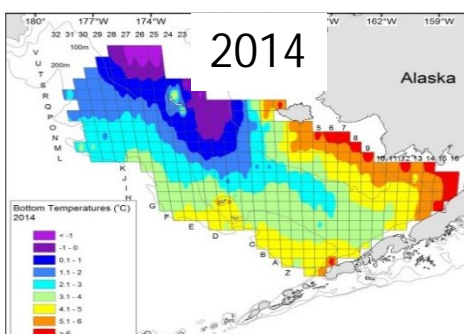 180° 177°W 174° °W 162°W 159°W
2014
32 31 30 29 28 27 26 25 24 23
100m
200m
V
U
T
S
R
Q
P
O
N
M
L
K
J
I
H
G
F
E
D
C
B
A
Z
Alaska
5 6 7
8
9
10 11 12 13 14 15 16
Bottom Temperatures (°C)
2014
< -1
-1 - 0
0.1 - 1
1.1 - 2
2.1 - 3
3.1 - 4
4.1 - 5
5.1 - 6